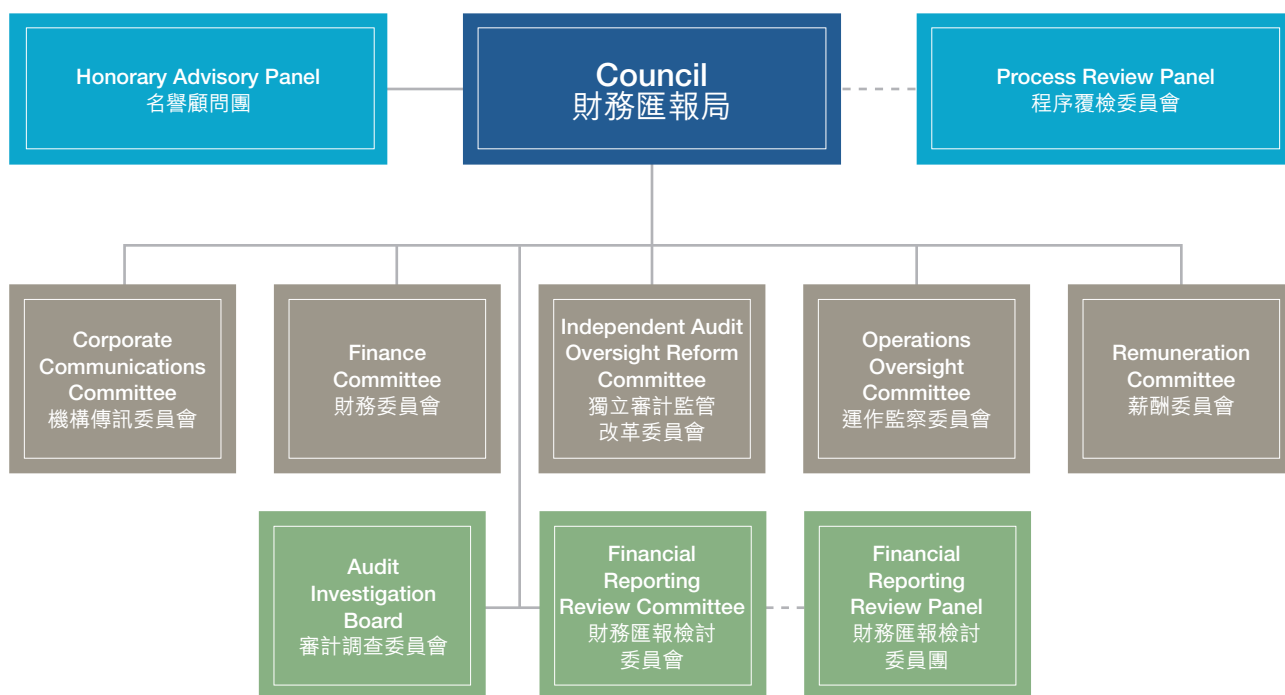 Honorary Advisory Panel
名譽顧問團
Council
財務匯報局
Process Review Panel
程序覆檢委員會
Corporate
Communications
Committee
機構傳訊委員會
Finance
Committee
財務委員會
Independent Audit
Oversight Reform
Committee
獨立審計監管
改革委員會
Operations
Oversight
Committee
運作監察委員會
Remuneration
Committee
薪酬委員會
Audit
Investigation
Board
審計調查委員會
Financial
Reporting
Review Committee
財務匯報檢討
委員會
Financial
Reporting
Review Panel
財務匯報檢討
委員團